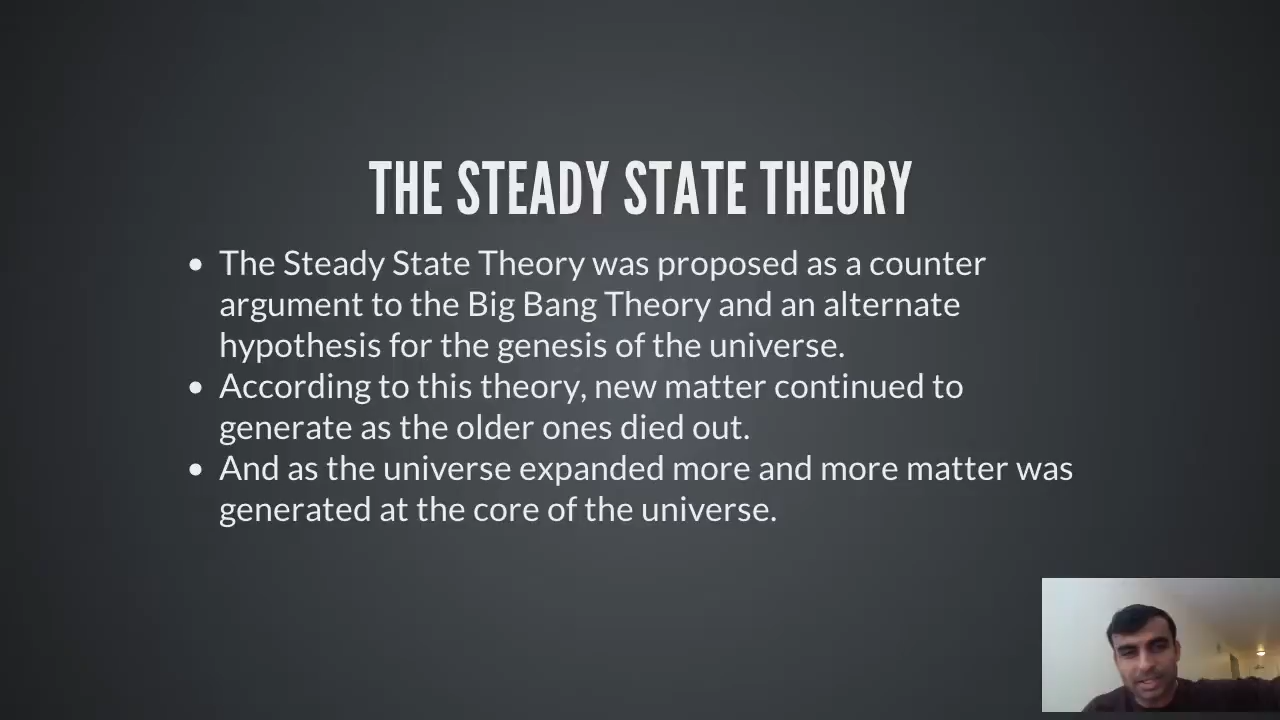 THE STEADY STATE THEORY
• The Steady State Theory was proposed as a counter
argument to the Big Bang Theory and an alternate
hypothesis for the genesis of the universe.
• According to this theory, new matter continued to
generate as the older ones died out.
• And as the universe expanded more and more matter was
generated at the core of the universe.